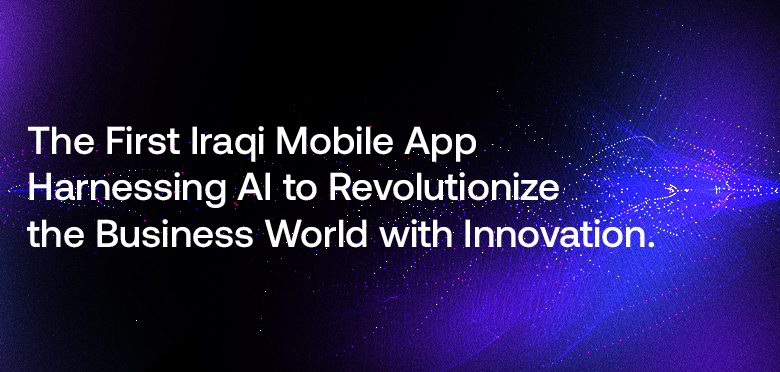 The First Iraqi Mobile App
Harnessing AI to Revolutionize
the Business World with Innovation.